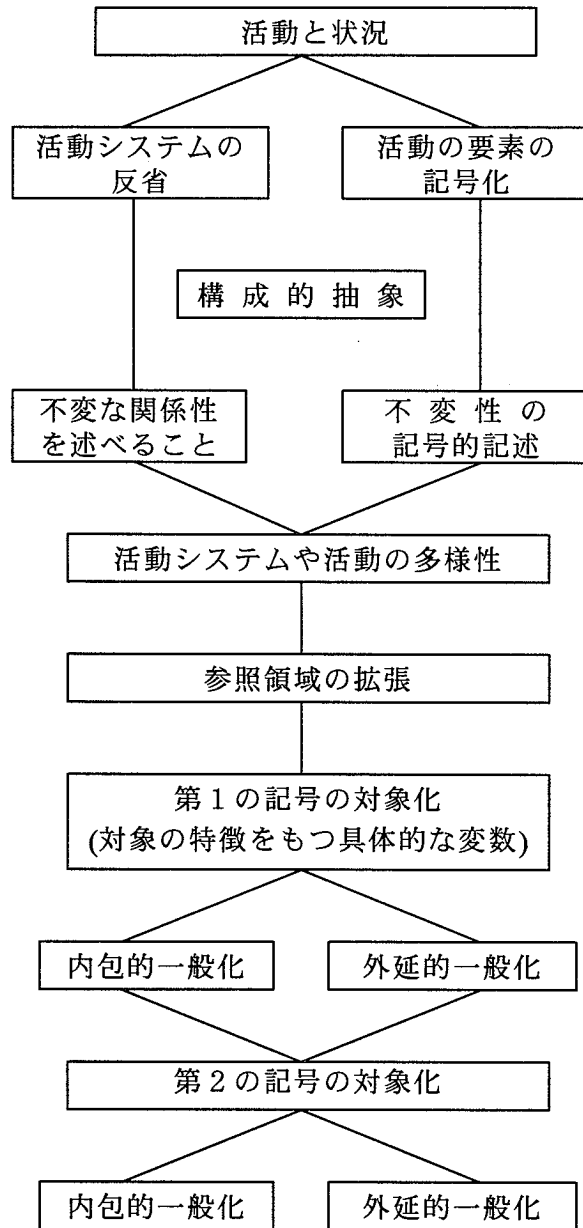 活動と状況
活動システムの
反省
活動の要素の
記号化
構成的抽象
不変な関係性
を述べること
不変性の
記号的記述
活動システムや活動の多様性
参照領域の拡張
第1の記号の対象化
(対象の特徴をもつ具体的な変数)
内包的一般化
外延的一般化
第2の記号の対象化
内包的一般化
外延的一般化